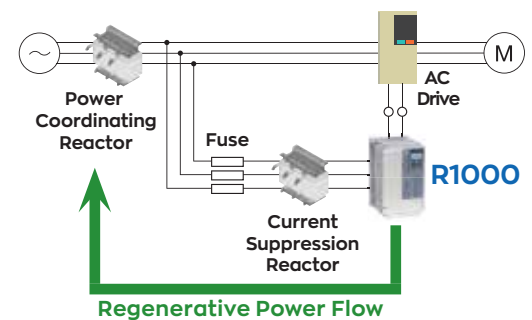 M
AC
Drive
Power
Coordinating
Reactor
Fuse
R1000
Current
Suppression
Reactor
Regenerative Power Flow